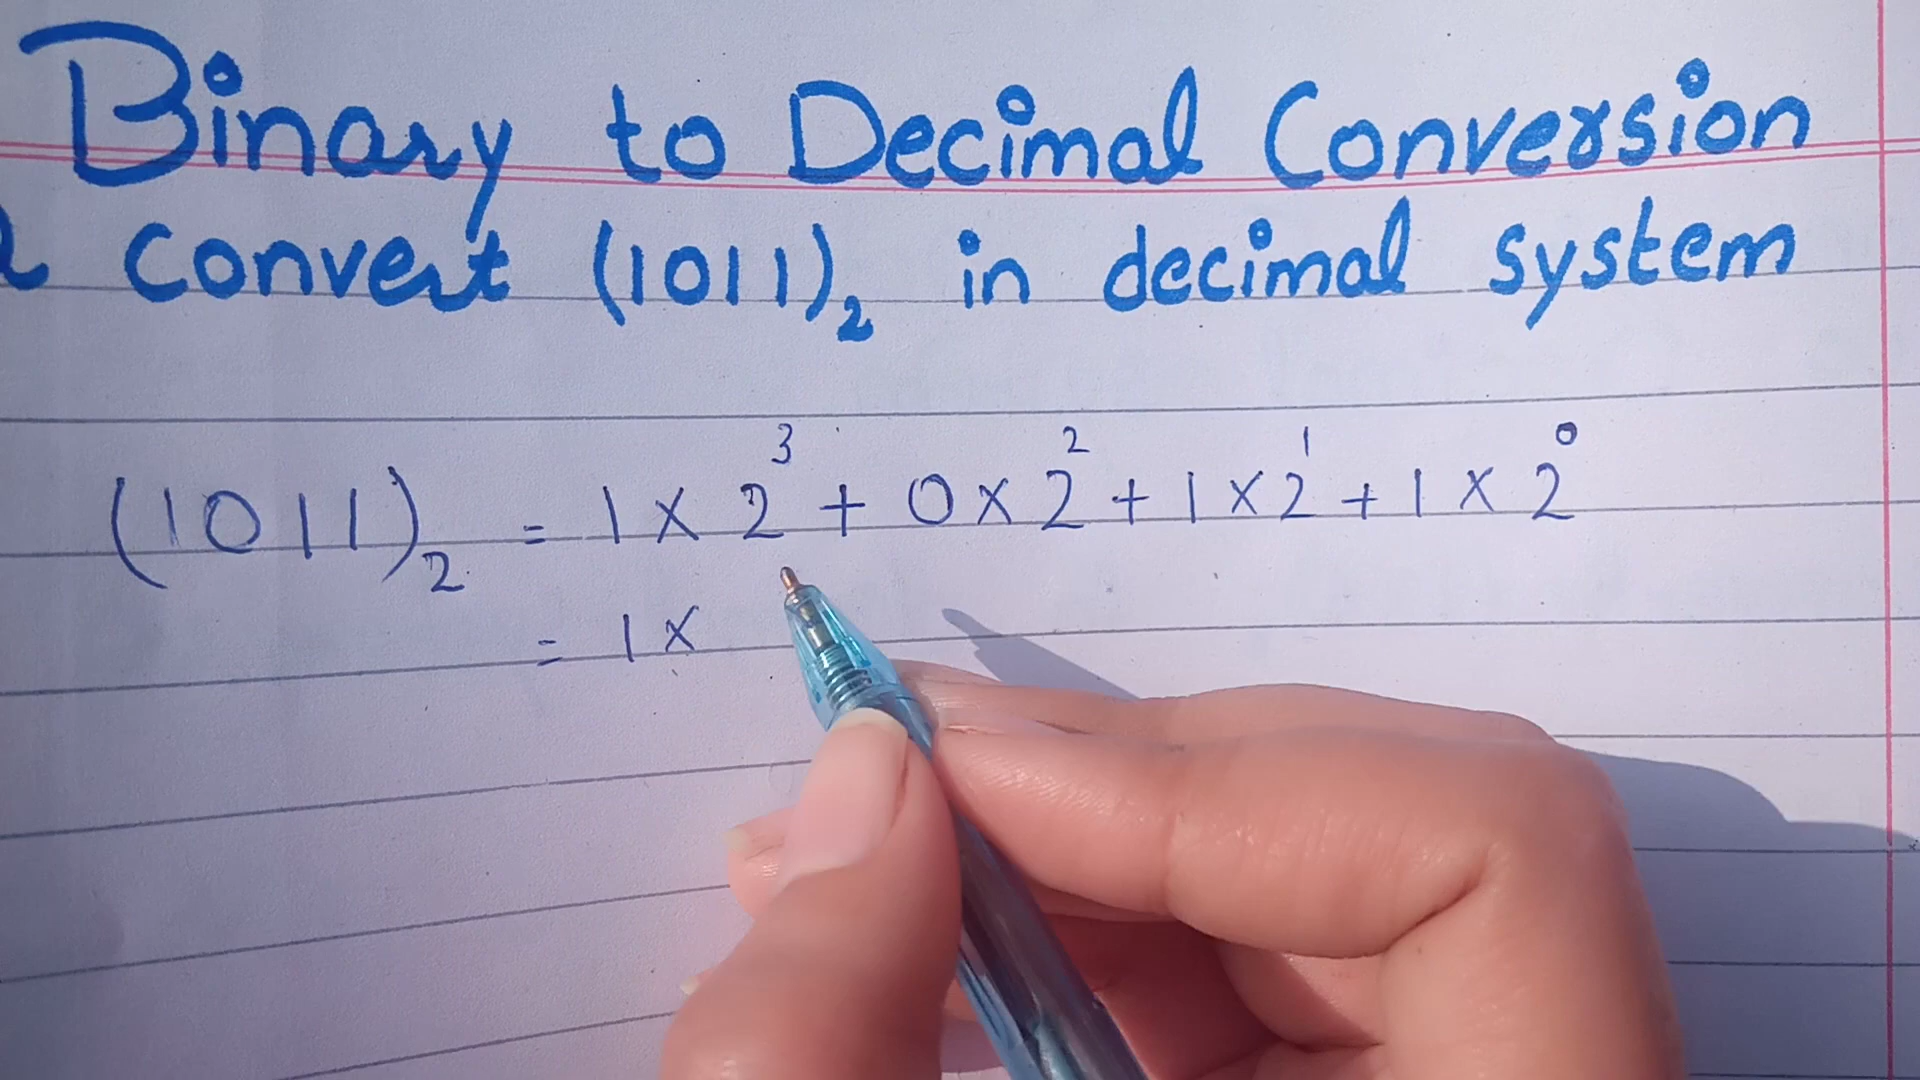 Binary to Decimal Conversion
convert (1011)₂ in decimal system
(1011)₂ = 1 × 2³ + 0 × 2² + 1 × 2¹ + 1 × 2⁰
= 1 ×